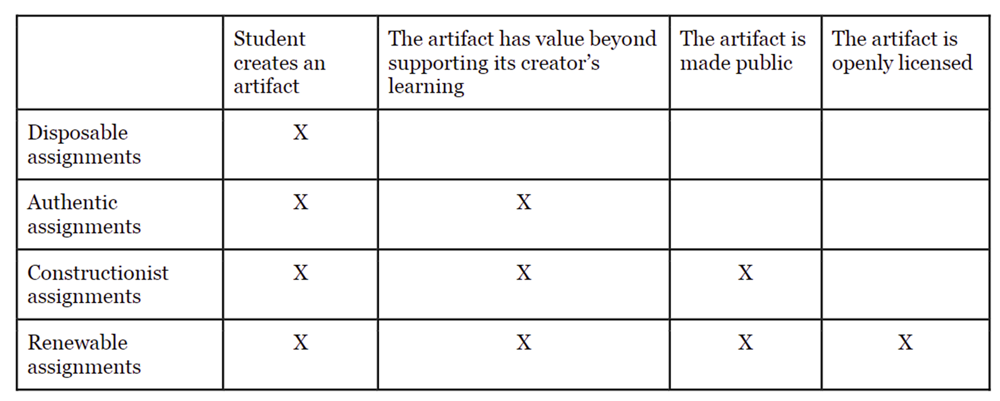 Student
creates an
artifact
The artifact has value beyond
supporting its creator’s
learning
The artifact is
made public
The artifact is
openly licensed
Disposable
assignments
X
Authentic
assignments
X
X
Constructionist
assignments
X
X
X
Renewable
assignments
X
X
X
X